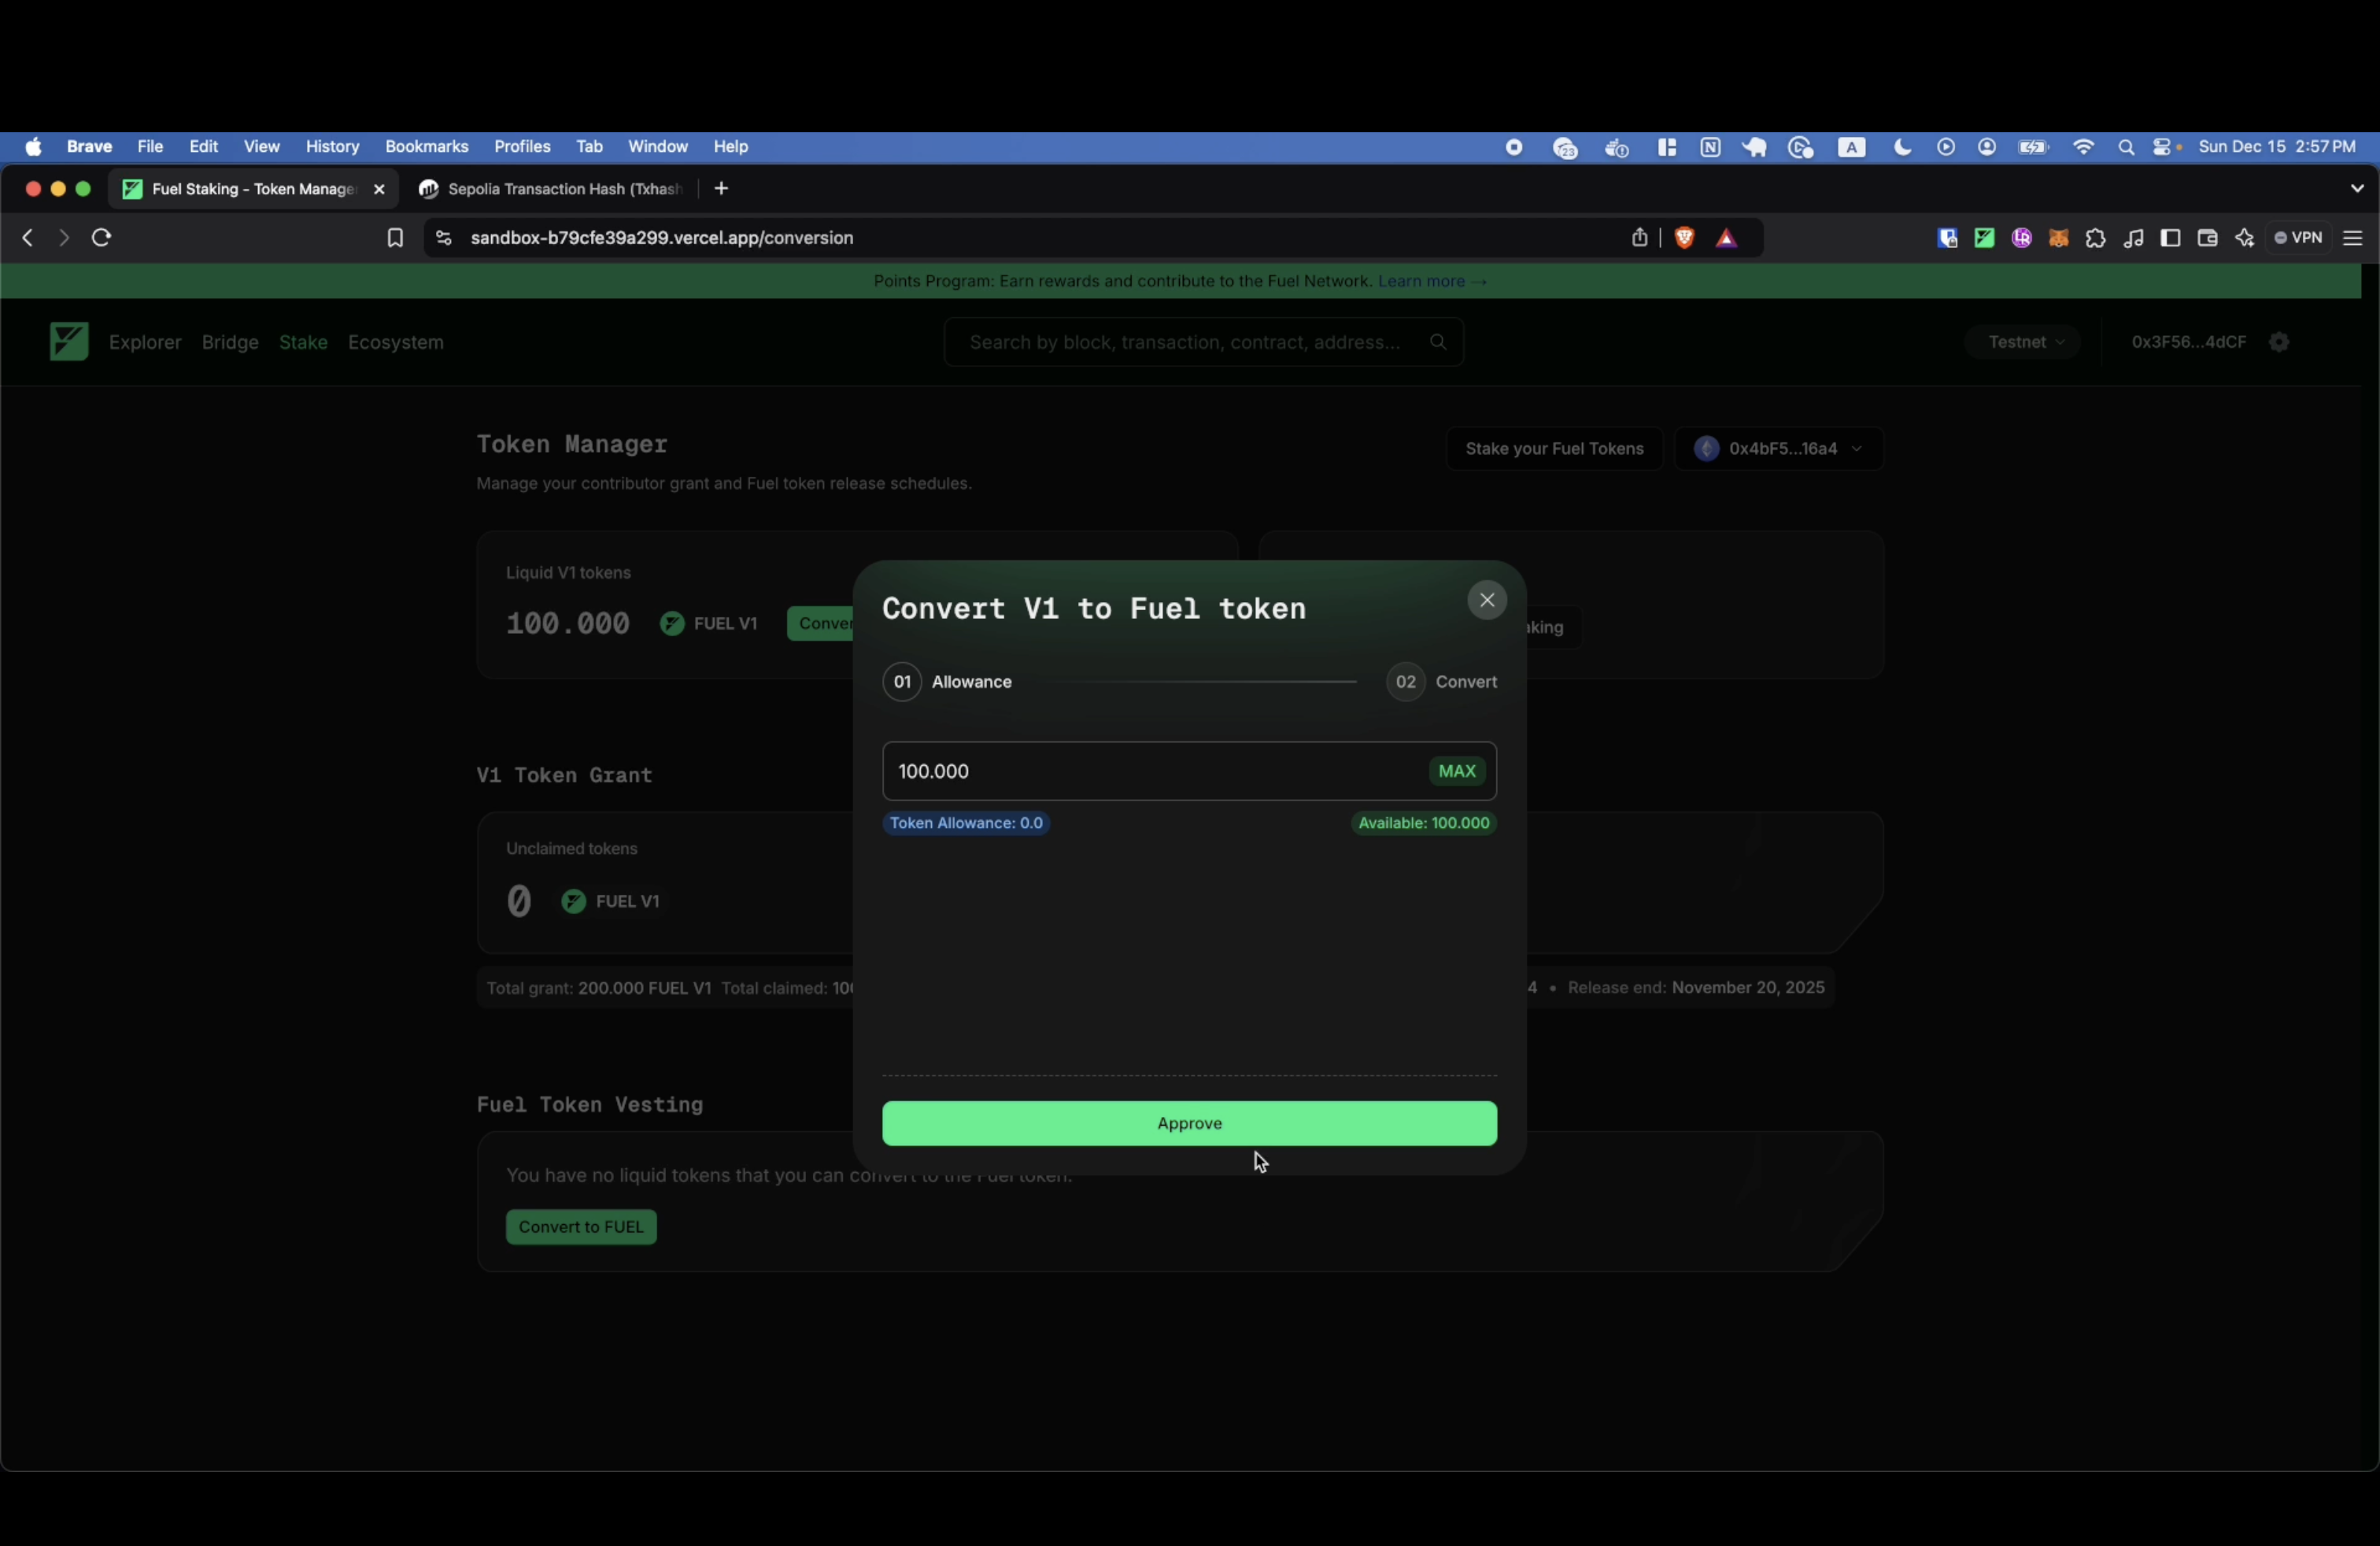 Brave File Edit View History Bookmarks Profiles Tab Window Help 23 N A Sun Dec 15 2:57 PM
Fuel Staking - Token Manage Sepolia Transaction Hash (Txhash
sandbox-b79cfe39a299.vercel.app/conversion VPN
Points Program: Earn rewards and contribute to the Fuel Network. Learn more →
Explorer Bridge Stake Ecosystem Search by block, transaction, contract, address... Testnet 0x3F56...4dCF
Token Manager
Manage your contributor grant and Fuel token release schedules.
Stake your Fuel Tokens 0x4bF5...16a4
Liquid V1 tokens
100.000 FUEL V1 Conver
aking
Convert V1 to Fuel token
01 Allowance 02 Convert
100.000 MAX
Token Allowance: 0.0 Available: 100.000
Approve
V1 Token Grant
Unclaimed tokens
0 FUEL V1
Total grant: 200.000 FUEL V1 Total claimed: 100 4 • Release end: November 20, 2025
Fuel Token Vesting
You have no liquid tokens that you can convert to the Fuel token.
Convert to FUEL